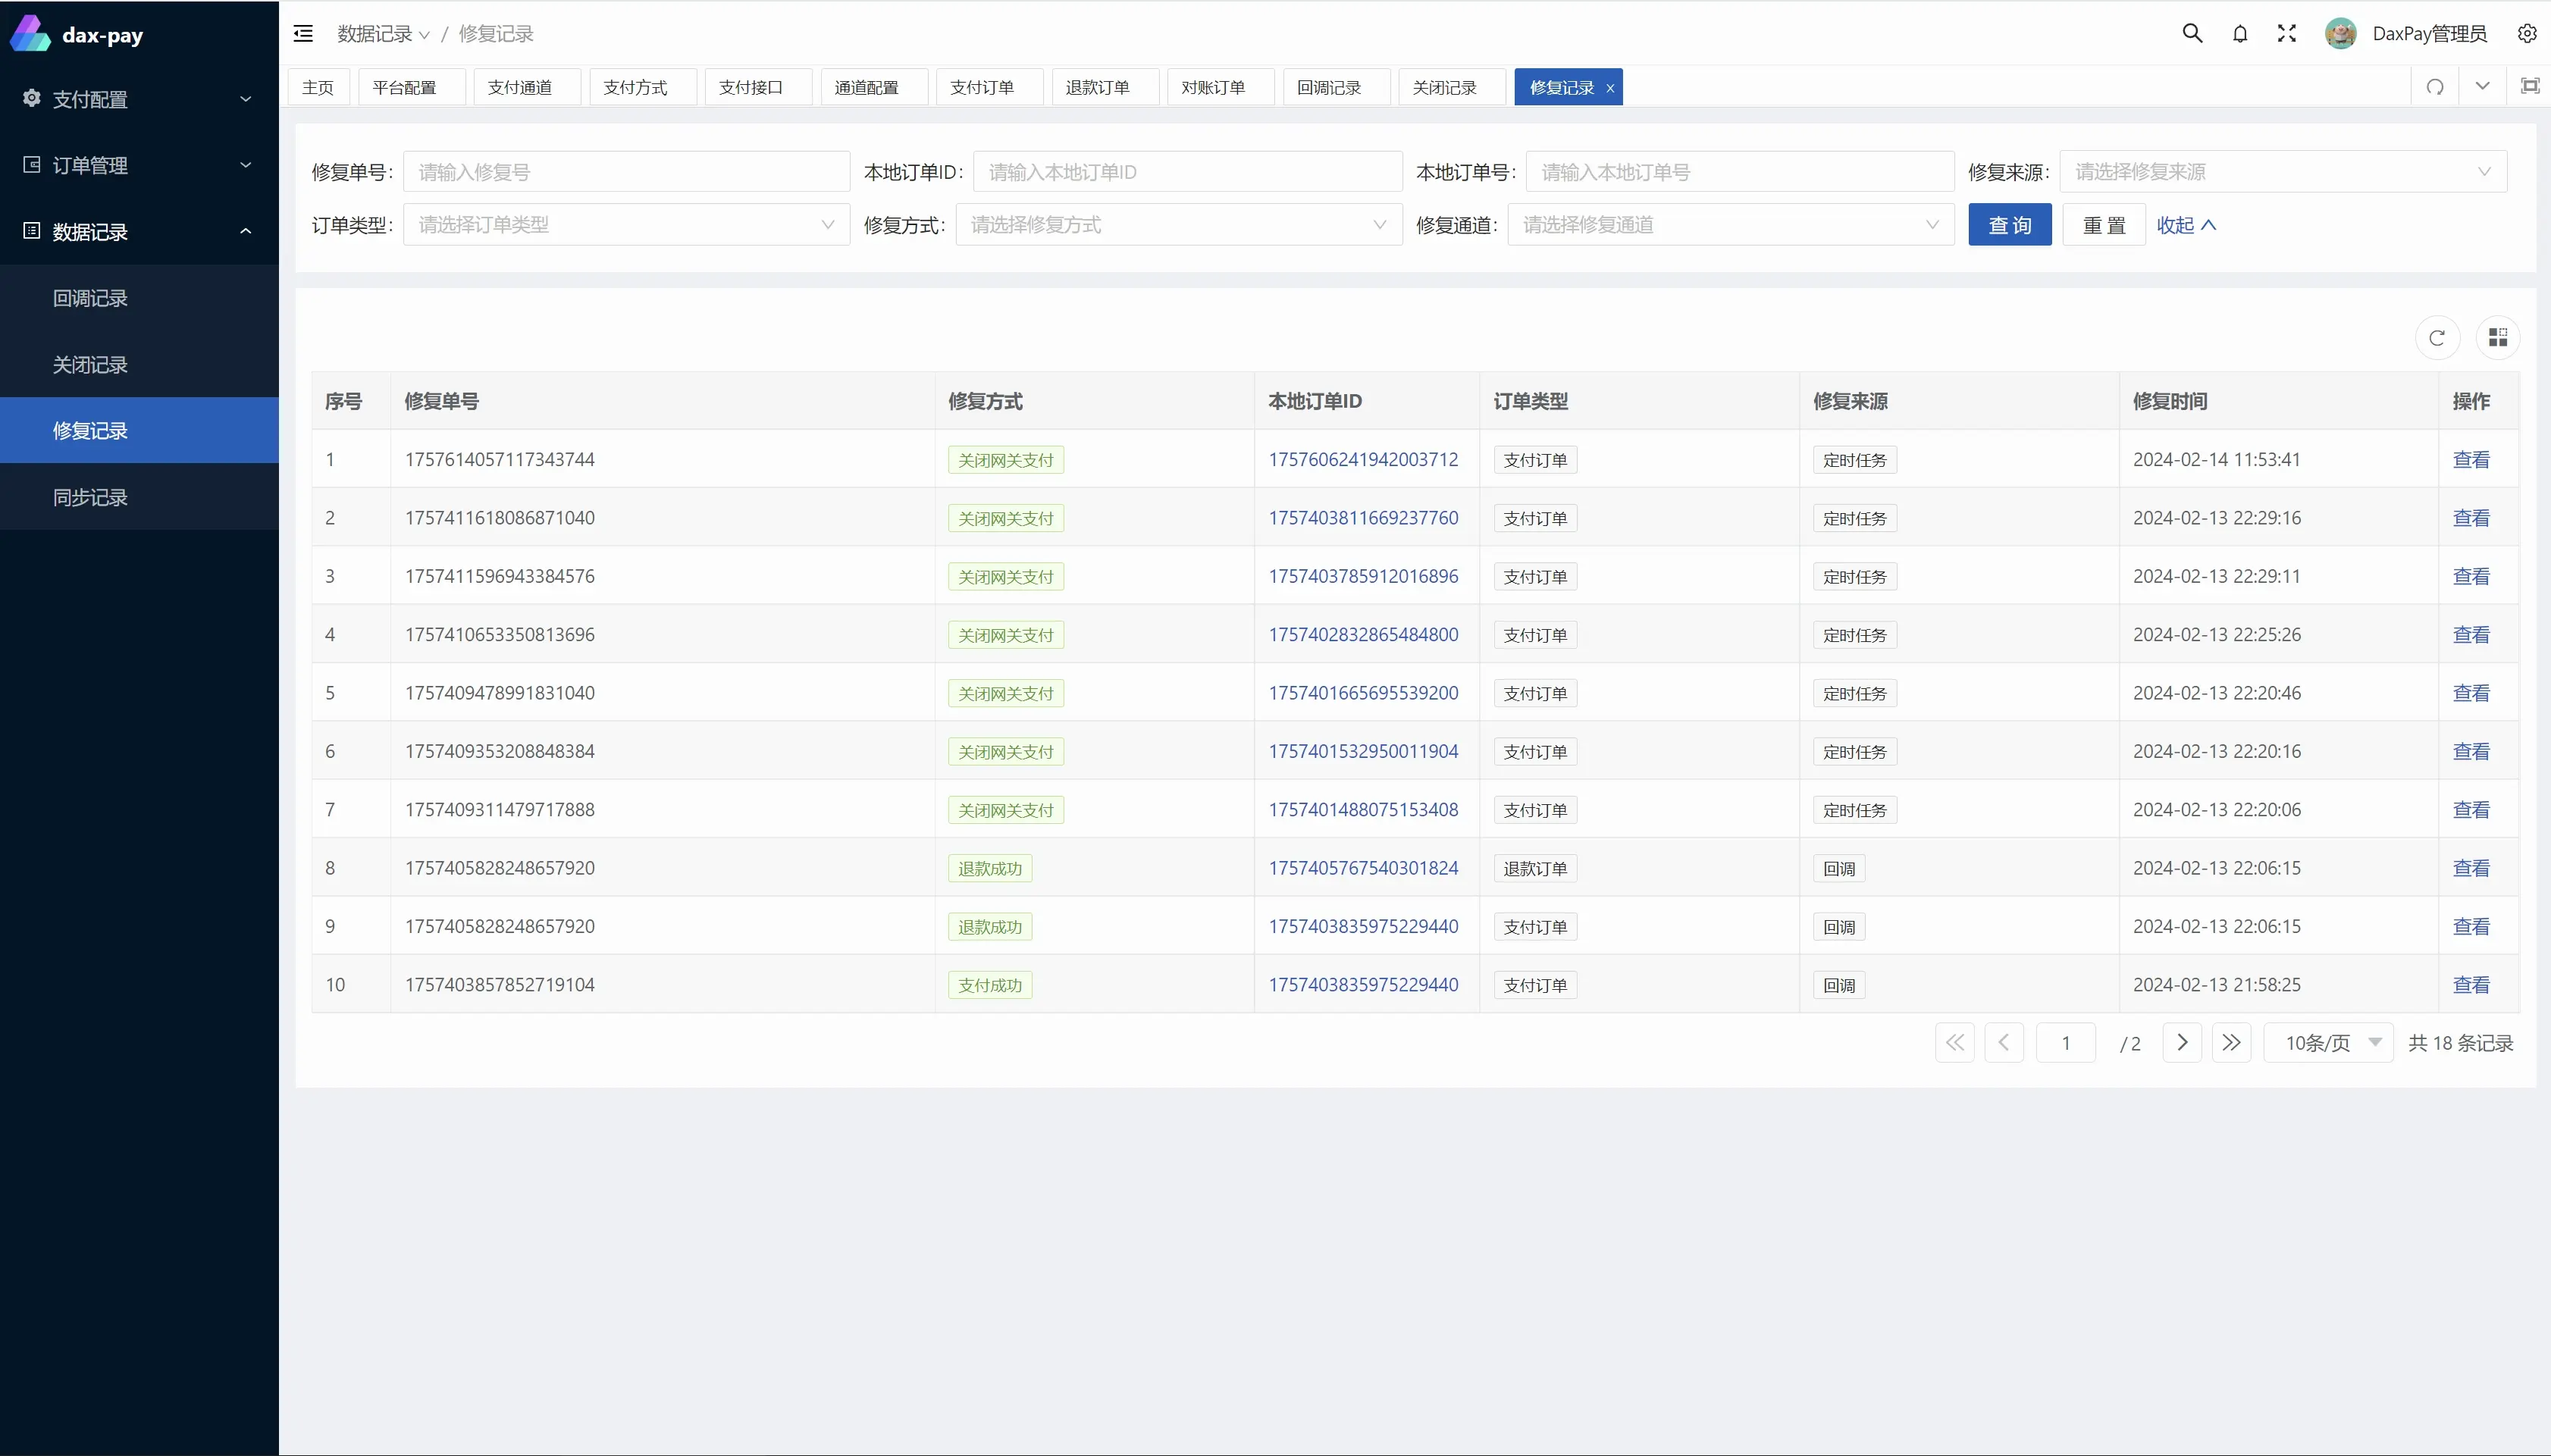 dax-pay
支付配置
订单管理
数据记录
回调记录
关闭记录
修复记录
同步记录
数据记录 / 修复记录
DaxPay管理员
主页 平台配置 支付通道 支付方式 支付接口 通道配置 支付订单 退款订单 对账订单 回调记录 关闭记录 修复记录 x
修复单号: 请输入修复号 本地订单ID: 请输入本地订单ID 本地订单号: 请输入本地订单号 修复来源: 请选择修复来源
订单类型: 请选择订单类型 修复方式: 请选择修复方式 修复通道: 请选择修复通道 查 询 重 置 收起
序号 修复单号 修复方式 本地订单ID 订单类型 修复来源 修复时间 操作
1 1757614057117343744 关闭网关支付 1757606241942003712 支付订单 定时任务 2024-02-14 11:53:41 查看
2 1757411618086871040 关闭网关支付 1757403811669237760 支付订单 定时任务 2024-02-13 22:29:16 查看
3 1757411596943384576 关闭网关支付 1757403785912016896 支付订单 定时任务 2024-02-13 22:29:11 查看
4 1757410653350813696 关闭网关支付 1757402832865484800 支付订单 定时任务 2024-02-13 22:25:26 查看
5 1757409478991831040 关闭网关支付 1757401665695539200 支付订单 定时任务 2024-02-13 22:20:46 查看
6 1757409353208848384 关闭网关支付 1757401532950011904 支付订单 定时任务 2024-02-13 22:20:16 查看
7 1757409311479717888 关闭网关支付 1757401488075153408 支付订单 定时任务 2024-02-13 22:20:06 查看
8 1757405828248657920 退款成功 1757405767540301824 退款订单 回调 2024-02-13 22:06:15 查看
9 1757405828248657920 退款成功 1757403835975229440 支付订单 回调 2024-02-13 22:06:15 查看
10 1757403857852719104 支付成功 1757403835975229440 支付订单 回调 2024-02-13 21:58:25 查看
1 / 2 10条/页 共 18 条记录